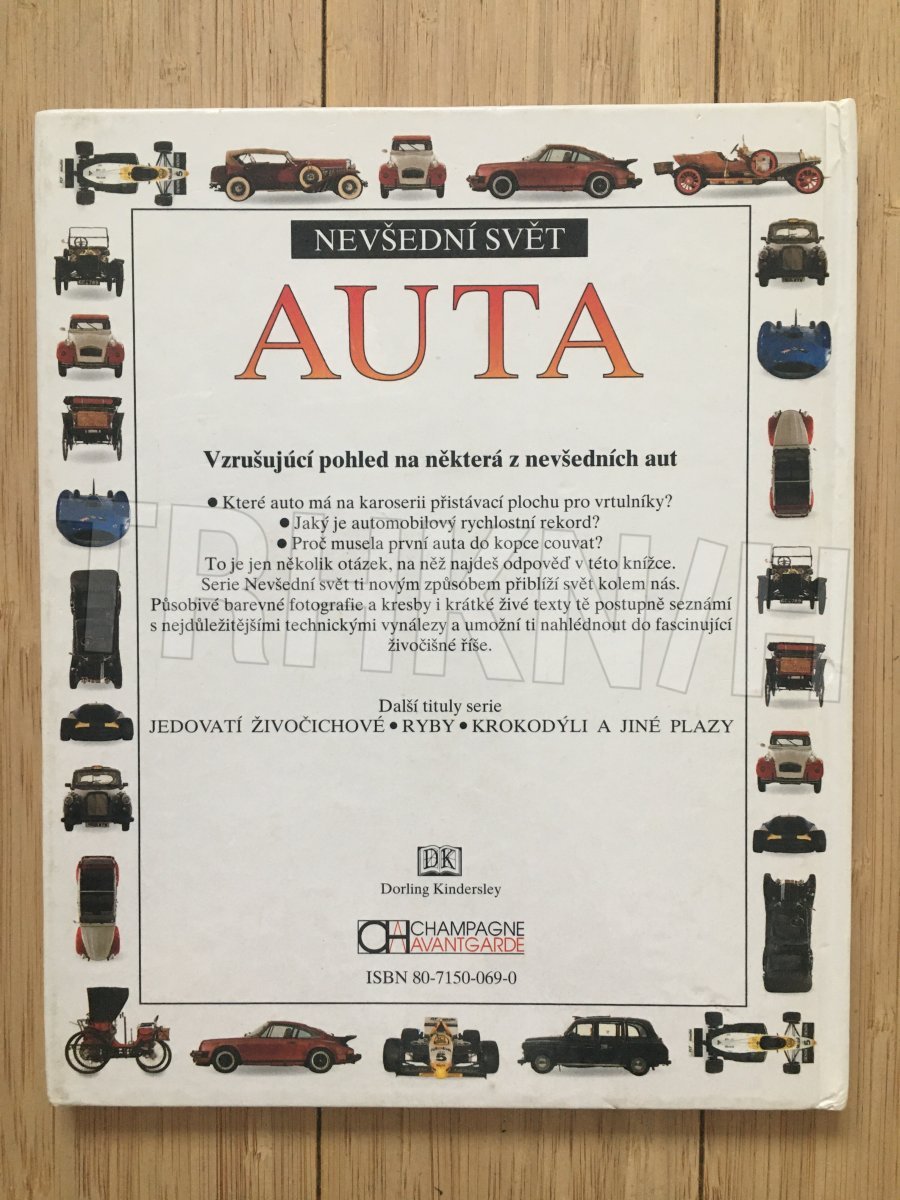 NEVŠEDNÍ SVĚT
AUTA
Vzrušujúcí pohled na některá z nevšedních aut
● Které auto má na karoserii přistávací plochu pro vrtulníky?
● Jaký je automobilový rychlostní rekord?
● Proč musela první auta do kopce couvat?
To je jen několik otázek, na něž najdeš odpověď v této knížce.
Serie Nevšední svět ti novým způsobem přiblíží svět kolem nás.
Působivé barevné fotografie a kresby i krátké živé texty tě postupně seznámí
s nejdůležitějšími technickými vynálezy a umožní ti nahlédnout do fascinující
živočišné říše.
Další tituly serie
JEDOVATÍ ŽIVOČICHOVÉ ● RYBY ● KROKODÝLI A JINÉ PLAZY
DK
Dorling Kindersley
CHAMPAGNE
AVANTGARDE
ISBN 80-7150-069-0